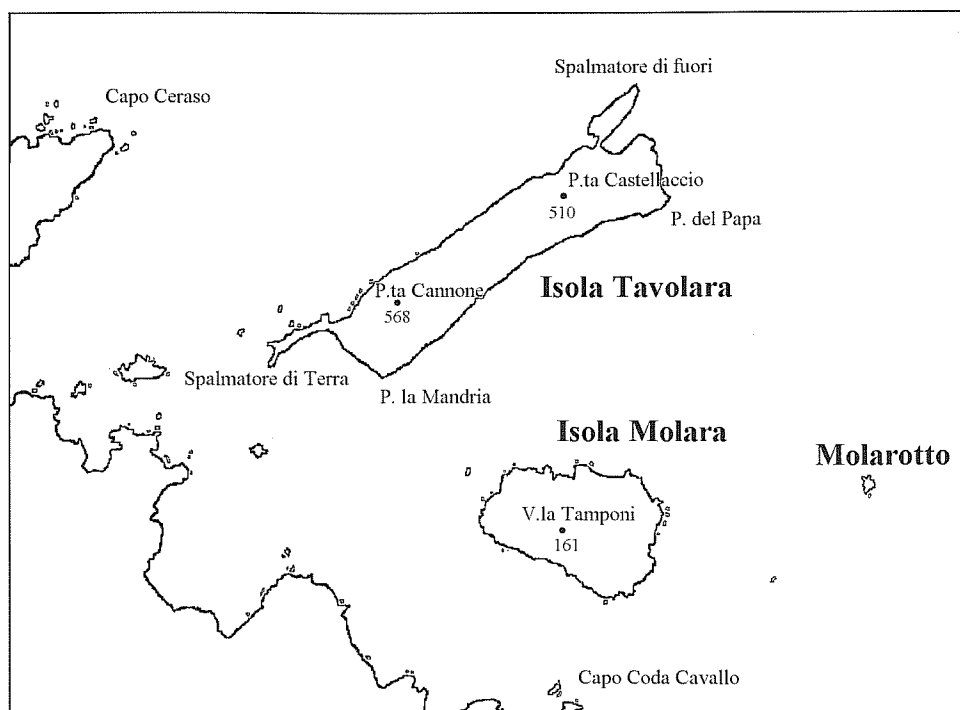 Spalmatore di fuori
Capo Ceraso
P.ta Castellaccio
510
P. del Papa
P.ta Cannone
568
Isola Tavolara
Spalmatore di Terra
P. la Mandria
Isola Molara
Molarotto
V.la Tamponi
161
Capo Coda Cavallo